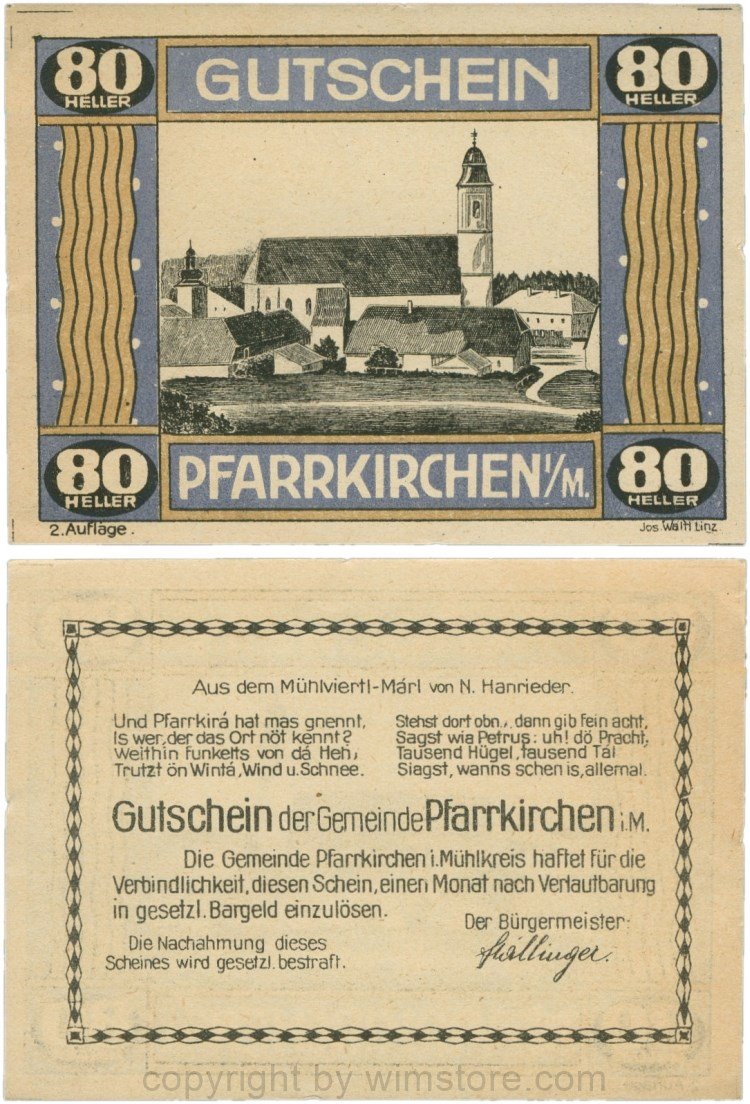 80 HELLER GUTSCHEIN 80 HELLER
80 HELLER PFARRKIRCHEN I/M. 80 HELLER
2. Auflage. Jos. Wältl Linz
Aus dem Mühlviertl-Márl von N. Hanrieder.
Und Pfarrkirá hat mas gnennt,
Is wer, der das Ort nöt kennt?
Weithin funkelts von dá Heh,
Trutzt ön Wintá, Wind u. Schnee.
Stehst dort obn., dann gib fein acht,
Sagst wia Petrus: uh! dö Pracht,
Tausend Hügel, tausend Tál
Siagst, wanns schen is, allemal.
Gutschein der Gemeinde Pfarrkirchen i.M.
Die Gemeinde Pfarrkirchen i. Mühlkreis haftet für die
Verbindlichkeit, diesen Schein, einen Monat nach Verlautbarung
in gesetzl. Bargeld einzulösen.
Der Bürgermeister:
Die Nachahmung dieses
Scheines wird gesetzl. bestraft.
copyright by wimstore.com